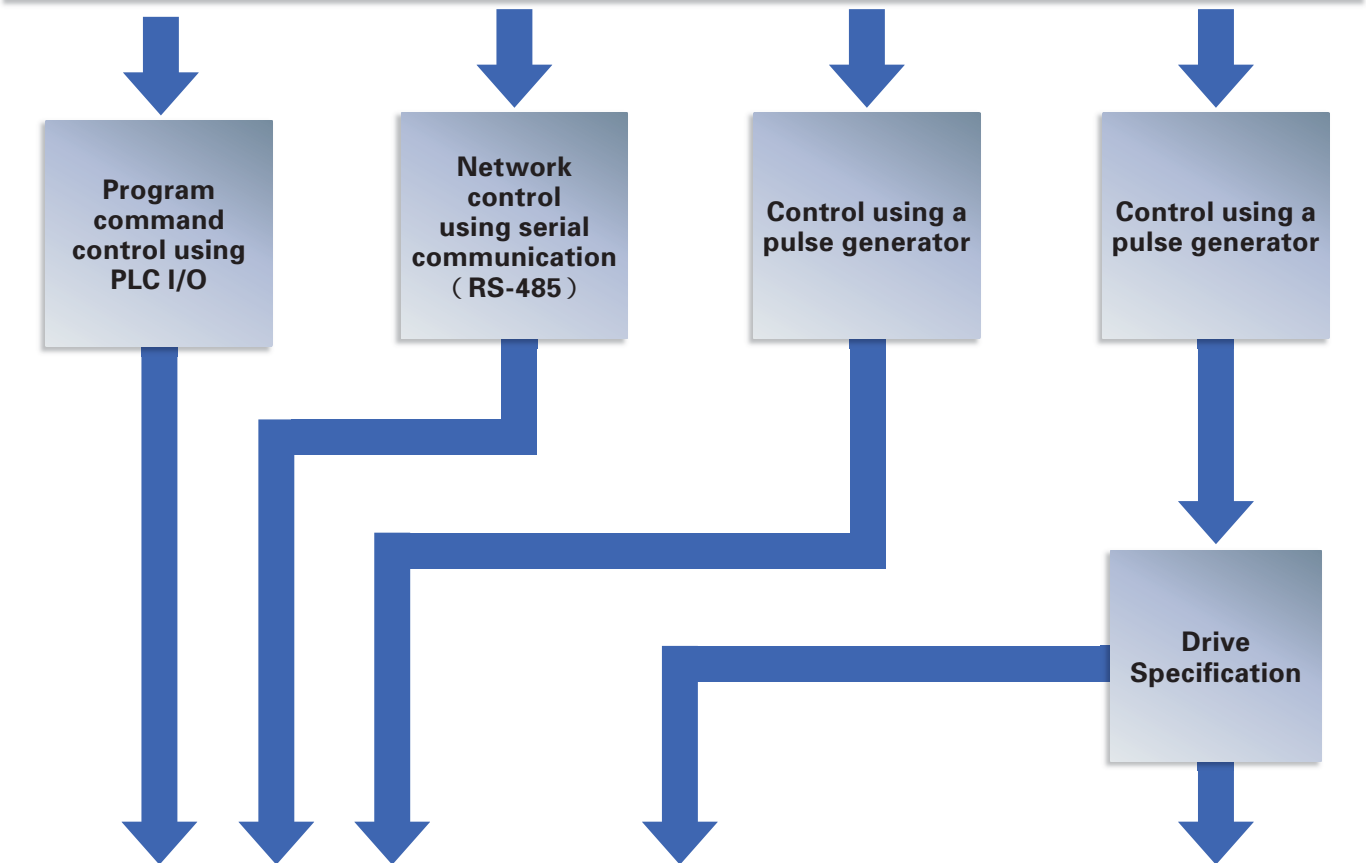 Program
command
control using
PLC I/O
Network
control
using serial
communication
（RS-485）
Control using a
pulse generator
Control using a
pulse generator
Drive
Specification